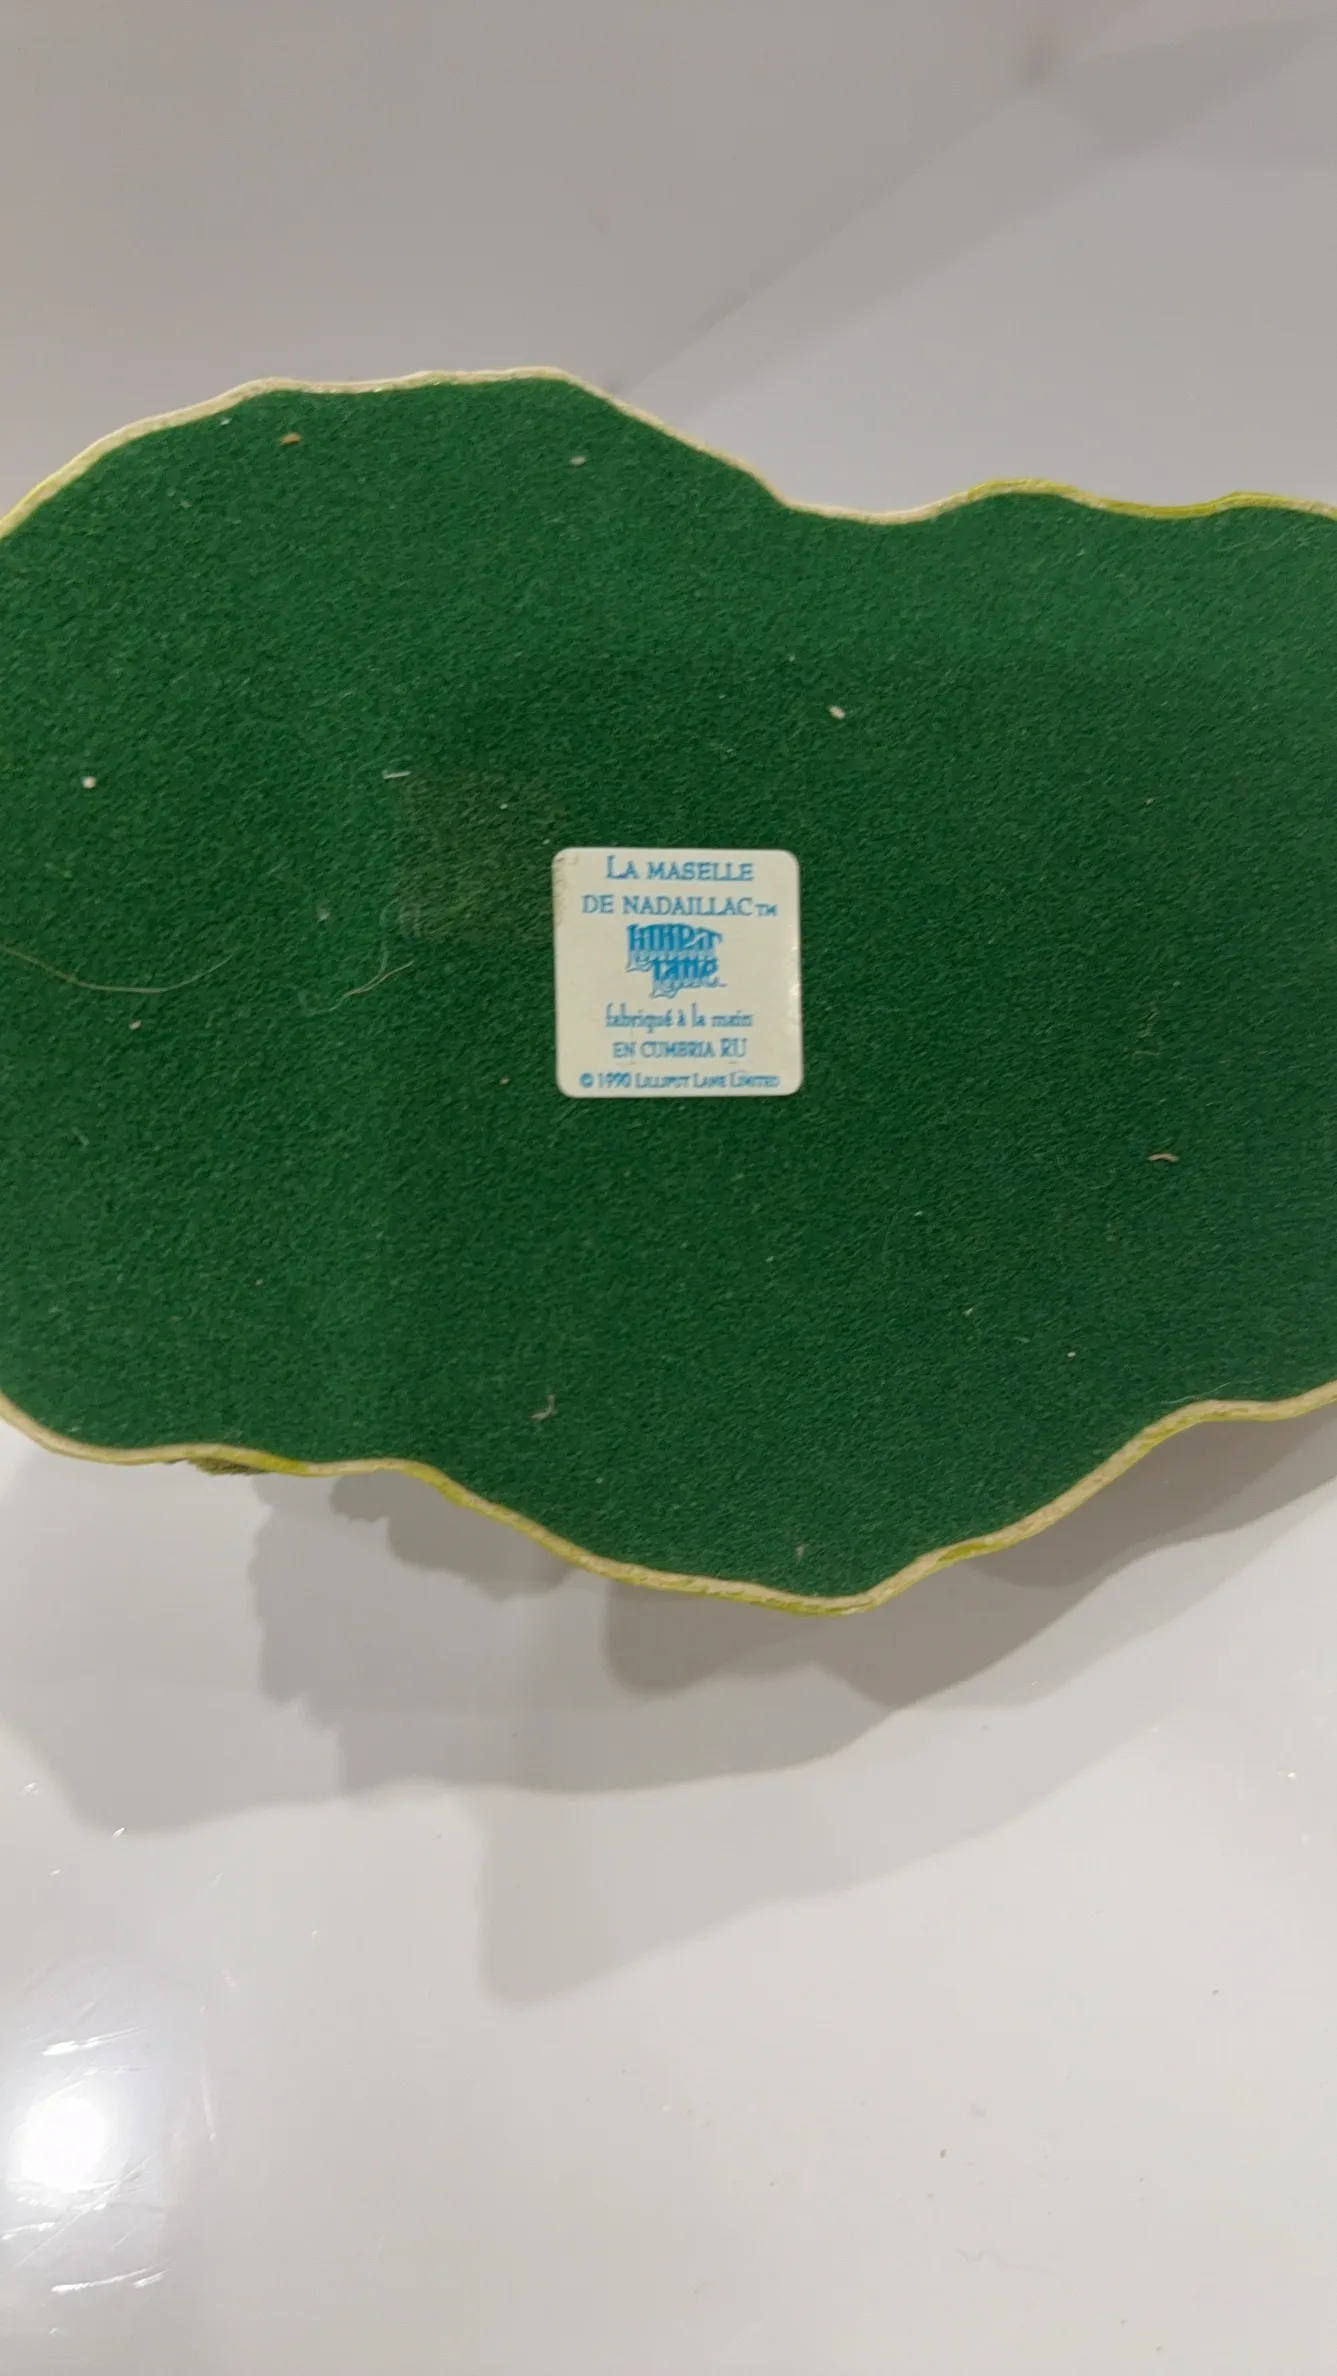 LA MASELLE
DE NADAILLAC™
LILLIPUT
LANE
fabriqué à la main
EN CUMBRIA RU
© 1990 LILLIPUT LANE LIMITED